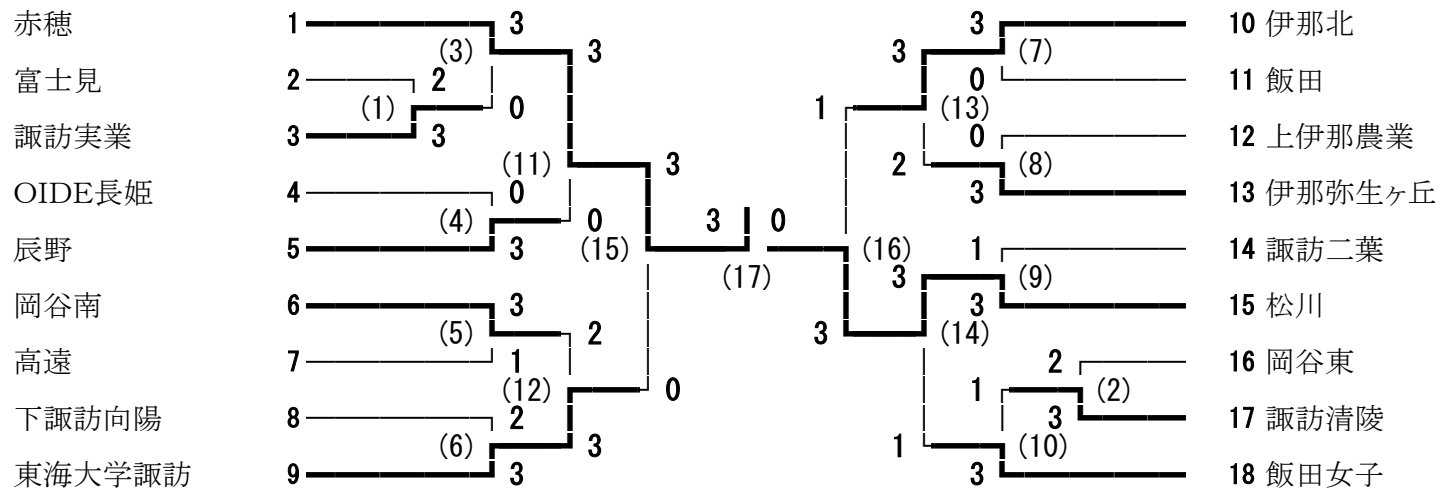 赤穂 1 3 3 10 伊那北
(3) 3 3 (7)
富士見 2 2 0 11 飯田
(1) 0 1 (13)
諏訪実業 3 3 0 12 上伊那農業
(11) 3 2 (8)
OIDE長姫 4 0 3 13 伊那弥生ヶ丘
(4) 0 3 0
辰野 5 3 (15) (16) 1 14 諏訪二葉
(17) 3 (9)
岡谷南 6 3 3 15 松川
(5) 2 3 (14)
高遠 7 1 2 16 岡谷東
(12) 0 1 (2)
下諏訪向陽 8 2 3 17 諏訪清陵
(6) 3 1 (10)
東海大学諏訪 9 3 3 18 飯田女子